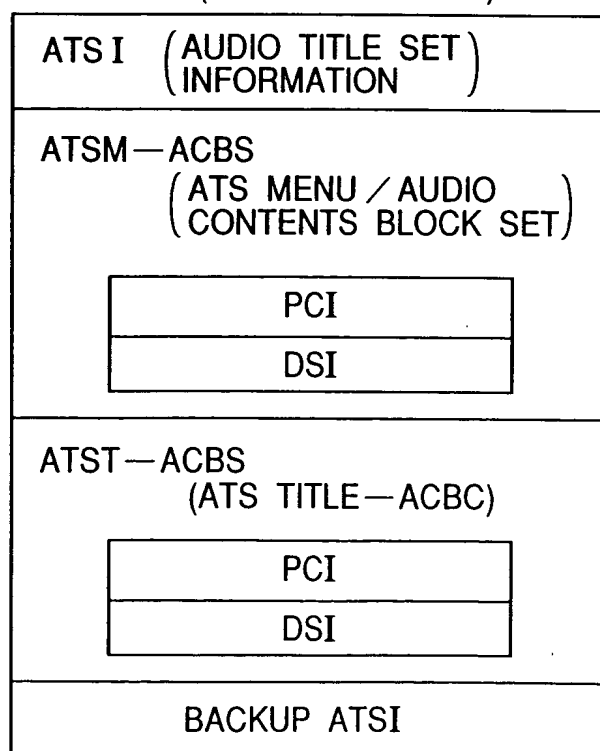 ATSI (AUDIO TITLE SET
INFORMATION)
ATSM—ACBS
(ATS MENU/AUDIO
CONTENTS BLOCK SET)
PCI
DSI
ATST—ACBS
(ATS TITLE—ACBC)
PCI
DSI
BACKUP ATSI